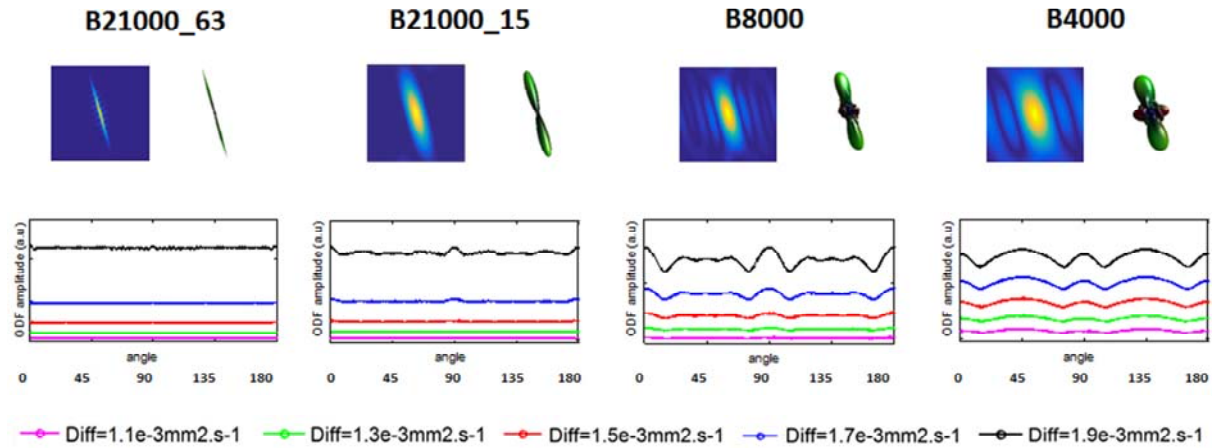 B21000_63 B21000_15 B8000 B4000
ODF amplitude (a.u) ODF amplitude (a.u) ODF amplitude (a.u) ODF amplitude (a.u)
angle angle angle angle
0 45 90 135 180 0 45 90 135 180 0 45 90 135 180 0 45 90 135 180
Diff=1.1e-3mm2.s-1 Diff=1.3e-3mm2.s-1 Diff=1.5e-3mm2.s-1 Diff=1.7e-3mm2.s-1 Diff=1.9e-3mm2.s-1